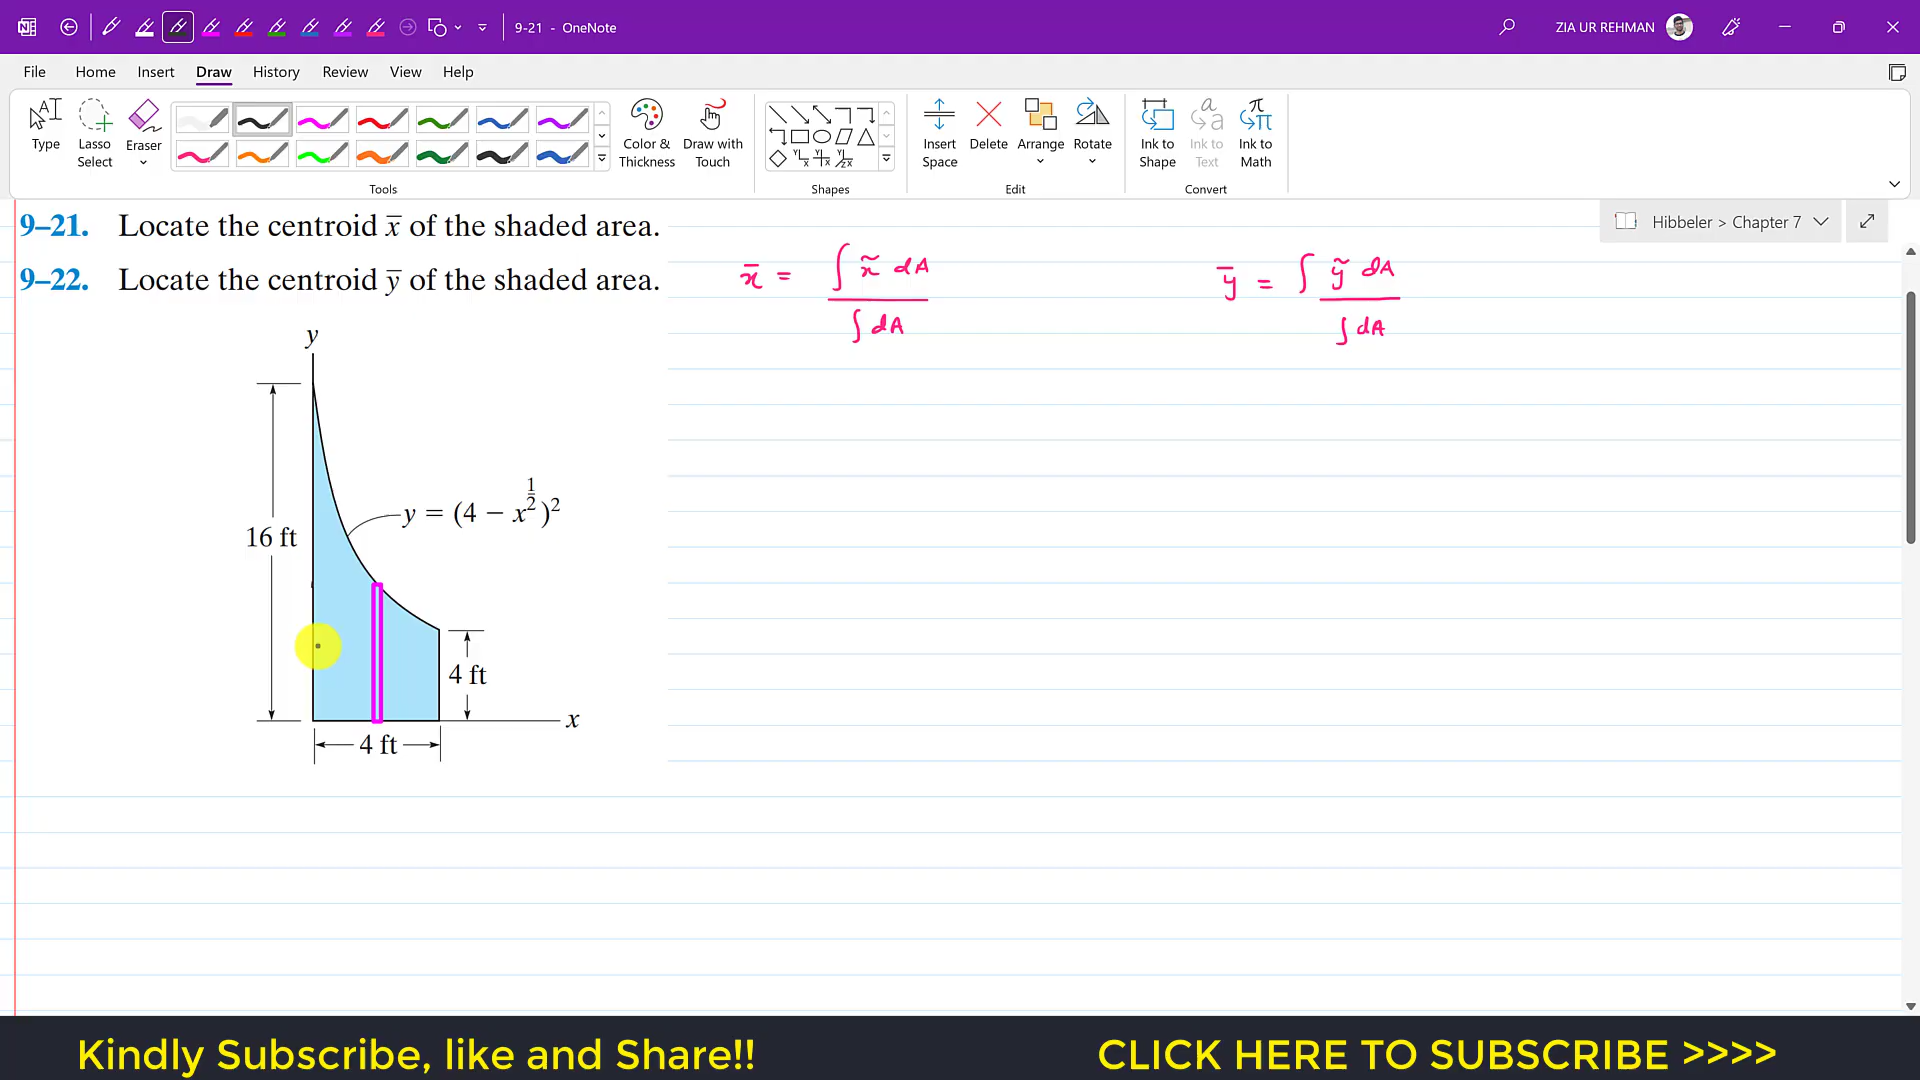 9-21 - OneNote
ZIA UR REHMAN
File Home Insert Draw History Review View Help
Type
Lasso Select
Eraser
Color & Thickness
Draw with Touch
Insert Space
Delete
Arrange
Rotate
Ink to Shape
Ink to Text
Ink to Math
Tools
Shapes
Edit
Convert
Hibbeler > Chapter 7
9–21. Locate the centroid x̄ of the shaded area.
9–22. Locate the centroid ȳ of the shaded area.
x̄ = ∫ x̃ dA / ∫ dA
ȳ = ∫ ỹ dA / ∫ dA
y
16 ft
y = (4 − x^{1/2})²
4 ft
x
4 ft
Kindly Subscribe, like and Share!!
CLICK HERE TO SUBSCRIBE >>>>